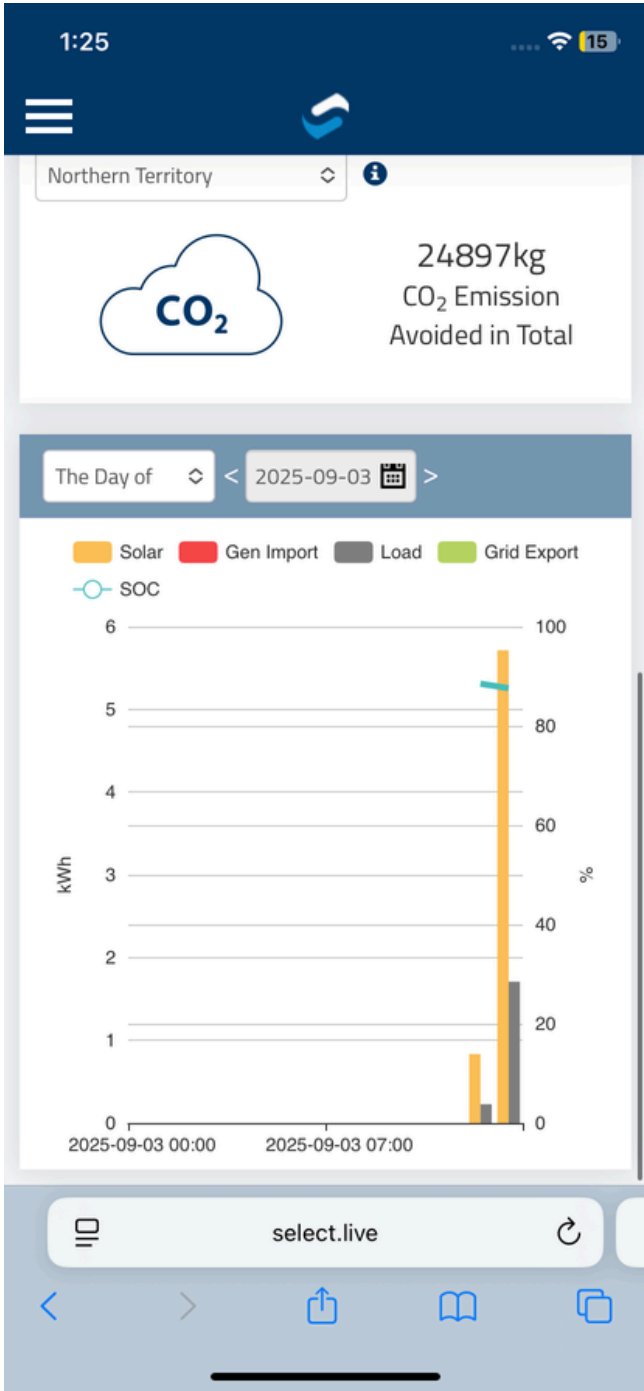 1:25
15
Northern Territory
24897kg
CO₂
CO₂ Emission
Avoided in Total
The Day of
< 2025-09-03 >
Solar Gen Import Load Grid Export
SOC
6 100
5
80
4
60
kWh
3
%
40
2
20
1
0 0
2025-09-03 00:00 2025-09-03 07:00
select.live